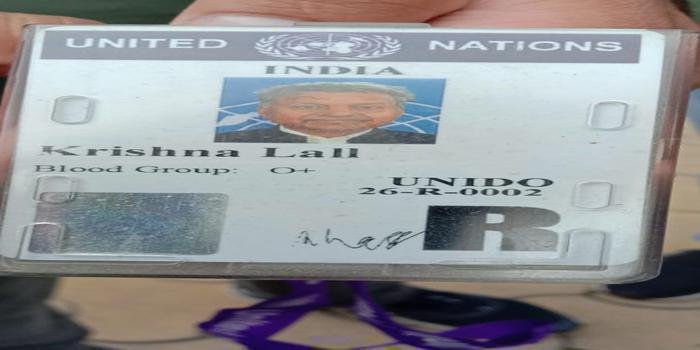 UNITED NATIONS
INDIA
Krishna Lall
Blood Group: O+
UNIDO
26-R-0002
R